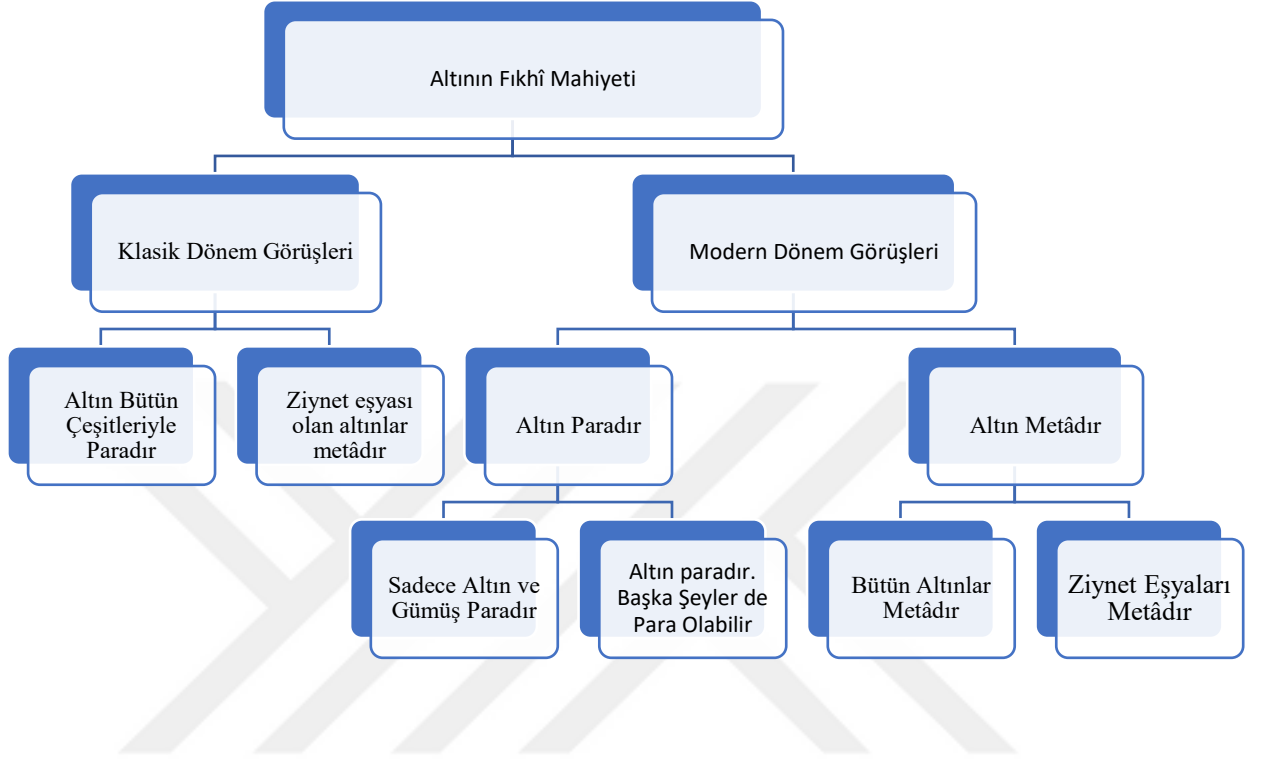 Altının Fıkhî Mahiyeti
Klasik Dönem Görüşleri
Modern Dönem Görüşleri
Altın Bütün
Çeşitleriyle
Paradır
Ziynet eşyası
olan altınlar
metâdır
Altın Paradır
Altın Metâdır
Sadece Altın ve
Gümüş Paradır
Altın paradır.
Başka Şeyler de
Para Olabilir
Bütün Altınlar
Metâdır
Ziynet Eşyaları
Metâdır